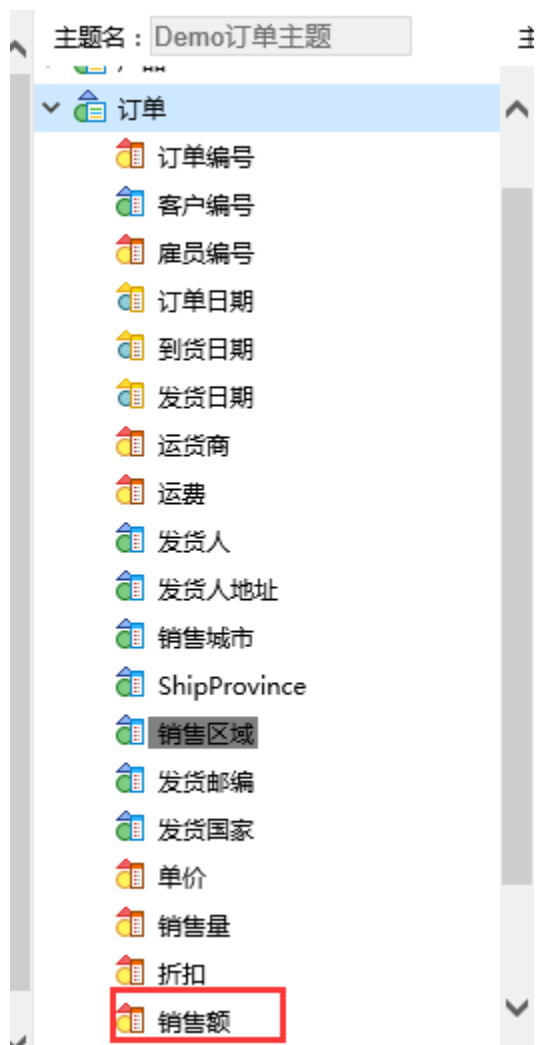 主题名：Demo订单主题 主
订单
订单编号
客户编号
雇员编号
订单日期
到货日期
发货日期
运货商
运费
发货人
发货人地址
销售城市
ShipProvince
销售区域
发货邮编
发货国家
单价
销售量
折扣
销售额